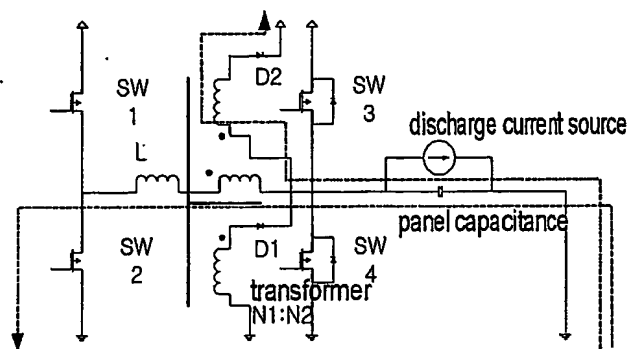 SW
1
D2
SW
3
discharge current source
L
panel capacitance
SW
2
D1
SW
4
transformer
N1:N2